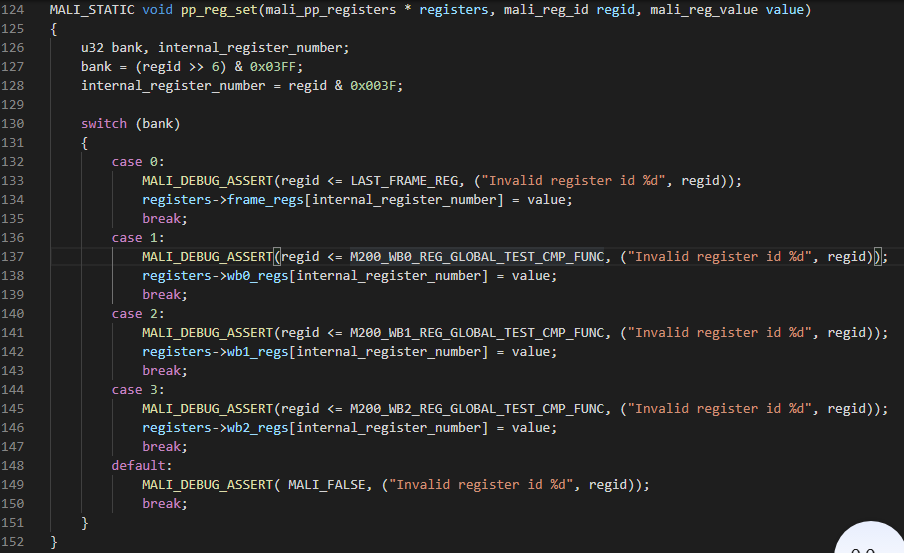 124 MALI_STATIC void pp_reg_set(mali_pp_registers * registers, mali_reg_id regid, mali_reg_value value)
125 {
126     u32 bank, internal_register_number;
127     bank = (regid >> 6) & 0x03FF;
128     internal_register_number = regid & 0x003F;
129
130     switch (bank)
131     {
132         case 0:
133             MALI_DEBUG_ASSERT(regid <= LAST_FRAME_REG, ("Invalid register id %d", regid));
134             registers->frame_regs[internal_register_number] = value;
135             break;
136         case 1:
137             MALI_DEBUG_ASSERT(regid <= M200_WB0_REG_GLOBAL_TEST_CMP_FUNC, ("Invalid register id %d", regid));
138             registers->wb0_regs[internal_register_number] = value;
139             break;
140         case 2:
141             MALI_DEBUG_ASSERT(regid <= M200_WB1_REG_GLOBAL_TEST_CMP_FUNC, ("Invalid register id %d", regid));
142             registers->wb1_regs[internal_register_number] = value;
143             break;
144         case 3:
145             MALI_DEBUG_ASSERT(regid <= M200_WB2_REG_GLOBAL_TEST_CMP_FUNC, ("Invalid register id %d", regid));
146             registers->wb2_regs[internal_register_number] = value;
147             break;
148         default:
149             MALI_DEBUG_ASSERT( MALI_FALSE, ("Invalid register id %d", regid));
150             break;
151     }
152 }